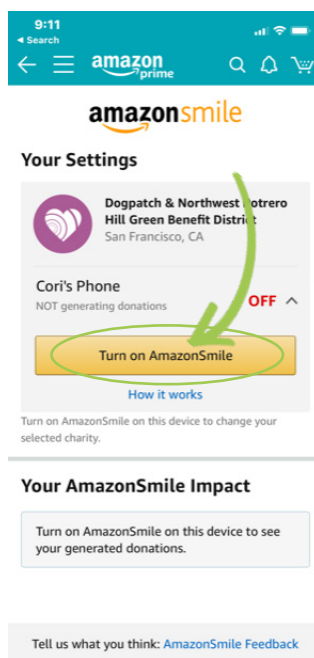 9:11
Search
amazon
prime
amazonsmile
Your Settings
Dogpatch & Northwest Potrero
Hill Green Benefit District
San Francisco, CA
Cori's Phone
NOT generating donations
OFF
Turn on AmazonSmile
How it works
Turn on AmazonSmile on this device to change your
selected charity.
Your AmazonSmile Impact
Turn on AmazonSmile on this device to see
your generated donations.
Tell us what you think: AmazonSmile Feedback